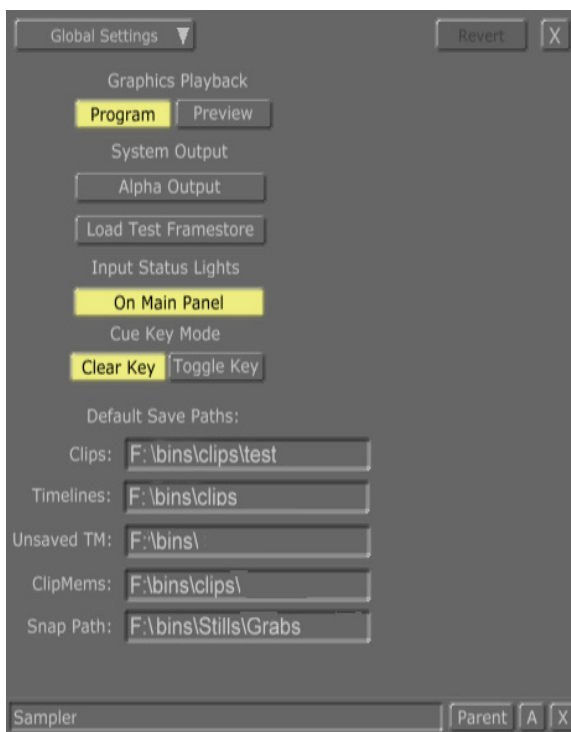 Global Settings Revert X
Graphics Playback
Program Preview
System Output
Alpha Output
Load Test Framestore
Input Status Lights
On Main Panel
Cue Key Mode
Clear Key Toggle Key
Default Save Paths:
Clips: F:\bins\clips\test
Timelines: F:\bins\clips
Unsaved TM: F:\bins\
ClipMems: F:\bins\clips\
Snap Path: F:\bins\Stills\Grabs
Sampler Parent A X